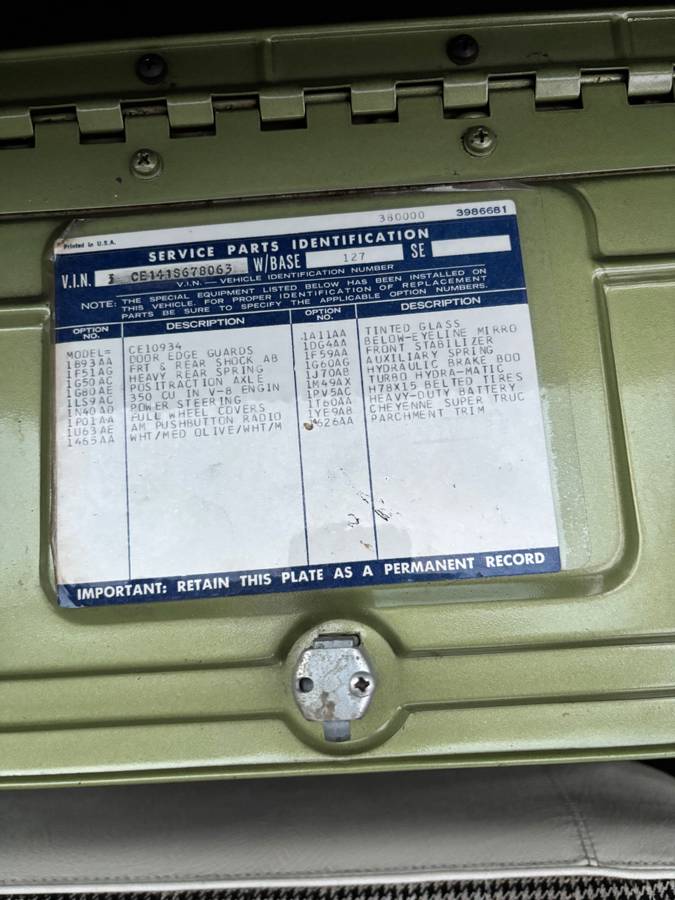 380000 3986681
Printed in U.S.A.
SERVICE PARTS IDENTIFICATION
V.I.N. CE141S678063 W/BASE 127 SE
V.I.N. – VEHICLE IDENTIFICATION NUMBER
NOTE: THE SPECIAL EQUIPMENT LISTED BELOW HAS BEEN INSTALLED ON
THIS VEHICLE. FOR PROPER IDENTIFICATION OF REPLACEMENT
PARTS BE SURE TO SPECIFY THE APPLICABLE OPTION NUMBERS.
OPTION NO. DESCRIPTION OPTION NO. DESCRIPTION
MODEL= CE10934
1B93AA DOOR EDGE GUARDS
1F51AG FRT & REAR SHOCK AB
1G50AC HEAVY REAR SPRING
1G80AE POSITRACTION AXLE
1LS9AC 350 CU IN V-8 ENGIN
1N40AD POWER STEERING
1P01AA FULL WHEEL COVERS
1U63AE AM PUSHBUTTON RADIO
1465AA WHT/MED OLIVE/WHT/M
1A11AA TINTED GLASS
1DG4AA BELOW-EYELINE MIRRO
1F59AA FRONT STABILIZER
1G60AG AUXILIARY SPRING
1J70AB HYDRAULIC BRAKE BOO
1M49AX TURBO HYDRA-MATIC
1PV5AC H78X15 BELTED TIRES
1T60AA HEAVY-DUTY BATTERY
1YE9AB CHEYENNE SUPER TRUC
626AA PARCHMENT TRIM
IMPORTANT: RETAIN THIS PLATE AS A PERMANENT RECORD